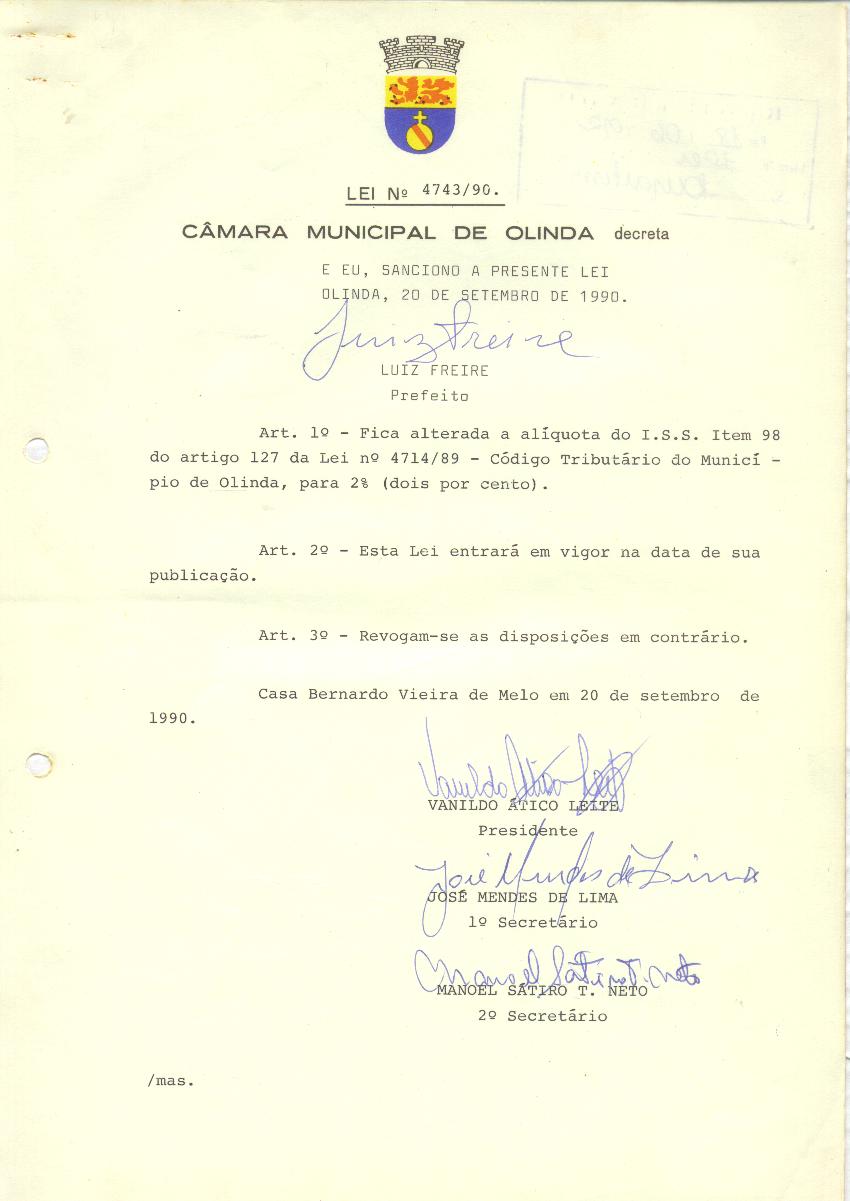 LEI Nº 4743/90.
CÂMARA MUNICIPAL DE OLINDA decreta
E EU, SANCIONO A PRESENTE LEI
OLINDA, 20 DE SETEMBRO DE 1990.
Luiz Freire
LUIZ FREIRE
Prefeito
Art. 1º - Fica alterada a alíquota do I.S.S. Item 98
do artigo 127 da Lei nº 4714/89 - Código Tributário do Municí -
pio de Olinda, para 2% (dois por cento).
Art. 2º - Esta Lei entrará em vigor na data de sua
publicação.
Art. 3º - Revogam-se as disposições em contrário.
Casa Bernardo Vieira de Melo em 20 de setembro de
1990.
Vanildo Ático Leite
VANILDO ÁTICO LEITE
Presidente
José Mendes de Lima
JOSÉ MENDES DE LIMA
1º Secretário
Manoel Sátiro T. Neto
MANOEL SÁTIRO T. NETO
2º Secretário
/mas.